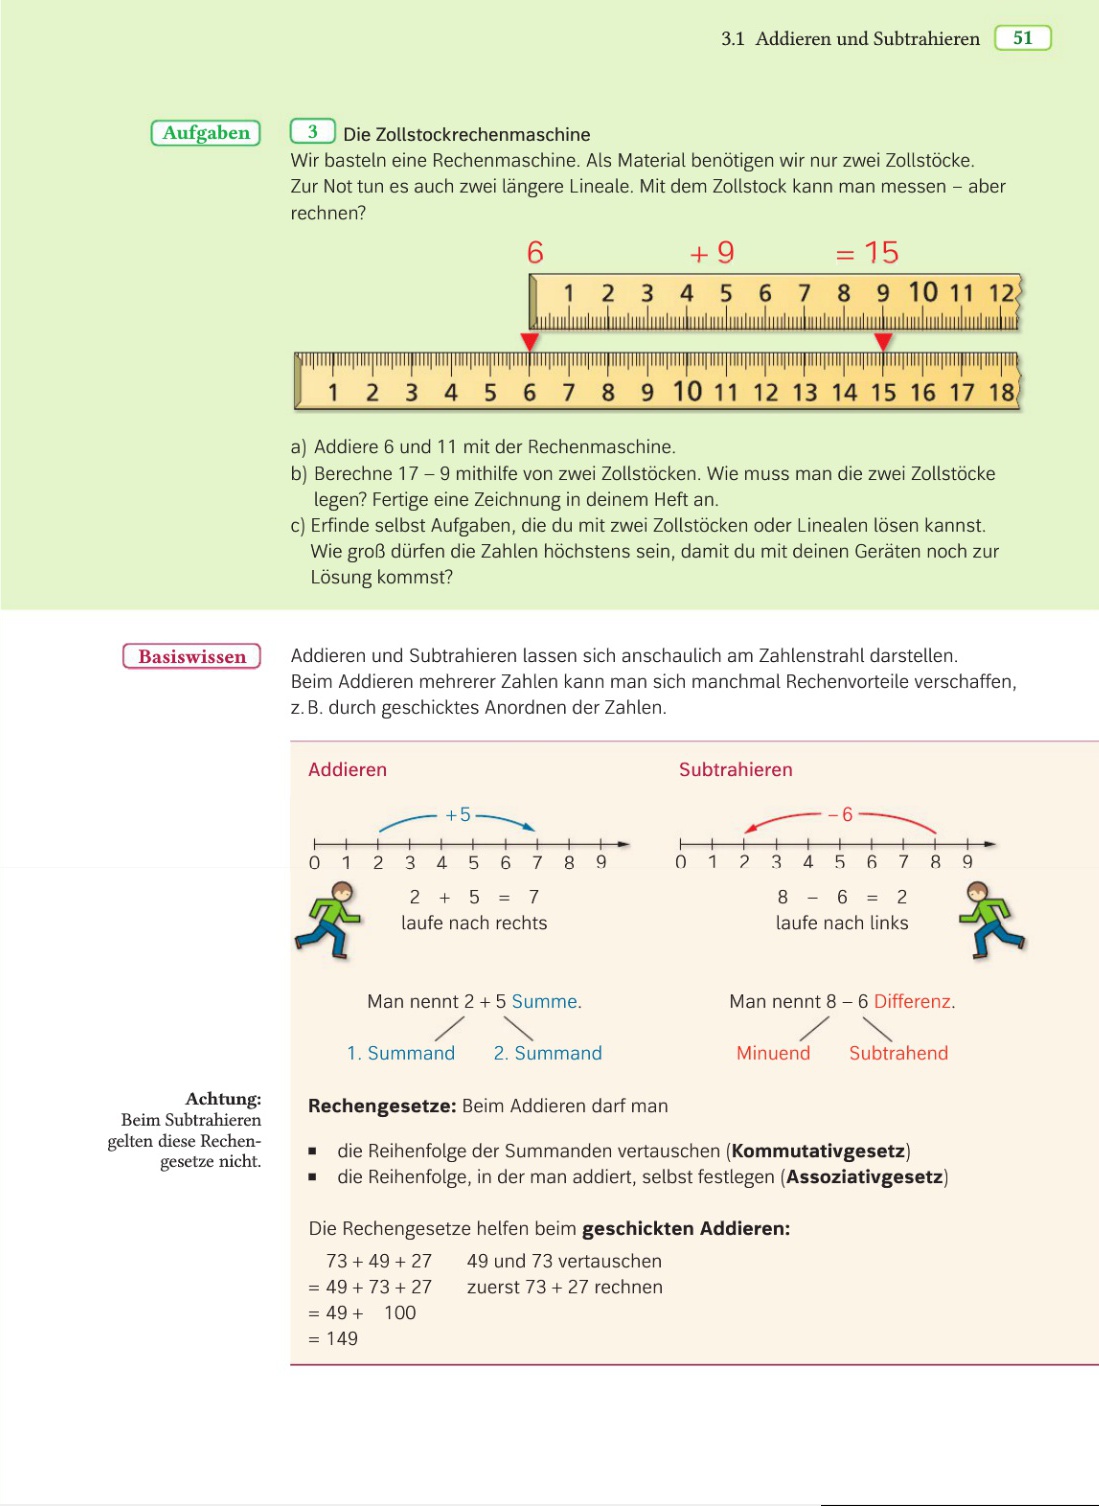 3.1 Addieren und Subtrahieren 51
Aufgaben
3 Die Zollstockrechenmaschine
Wir basteln eine Rechenmaschine. Als Material benötigen wir nur zwei Zollstöcke.
Zur Not tun es auch zwei längere Lineale. Mit dem Zollstock kann man messen – aber
rechnen?
6 + 9 = 15
1 2 3 4 5 6 7 8 9 10 11 12
1 2 3 4 5 6 7 8 9 10 11 12 13 14 15 16 17 18
a) Addiere 6 und 11 mit der Rechenmaschine.
b) Berechne 17 – 9 mithilfe von zwei Zollstöcken. Wie muss man die zwei Zollstöcke
legen? Fertige eine Zeichnung in deinem Heft an.
c) Erfinde selbst Aufgaben, die du mit zwei Zollstöcken oder Linealen lösen kannst.
Wie groß dürfen die Zahlen höchstens sein, damit du mit deinen Geräten noch zur
Lösung kommst?
Basiswissen
Addieren und Subtrahieren lassen sich anschaulich am Zahlenstrahl darstellen.
Beim Addieren mehrerer Zahlen kann man sich manchmal Rechenvorteile verschaffen,
z. B. durch geschicktes Anordnen der Zahlen.
Addieren
+5
0 1 2 3 4 5 6 7 8 9
2 + 5 = 7
laufe nach rechts
Man nennt 2 + 5 Summe.
1. Summand 2. Summand
Subtrahieren
– 6
0 1 2 3 4 5 6 7 8 9
8 – 6 = 2
laufe nach links
Man nennt 8 – 6 Differenz.
Minuend Subtrahend
Achtung:
Beim Subtrahieren
gelten diese Rechen-
gesetze nicht.
Rechengesetze: Beim Addieren darf man
▪ die Reihenfolge der Summanden vertauschen (Kommutativgesetz)
▪ die Reihenfolge, in der man addiert, selbst festlegen (Assoziativgesetz)
Die Rechengesetze helfen beim geschickten Addieren:
73 + 49 + 27 49 und 73 vertauschen
= 49 + 73 + 27 zuerst 73 + 27 rechnen
= 49 + 100
= 149